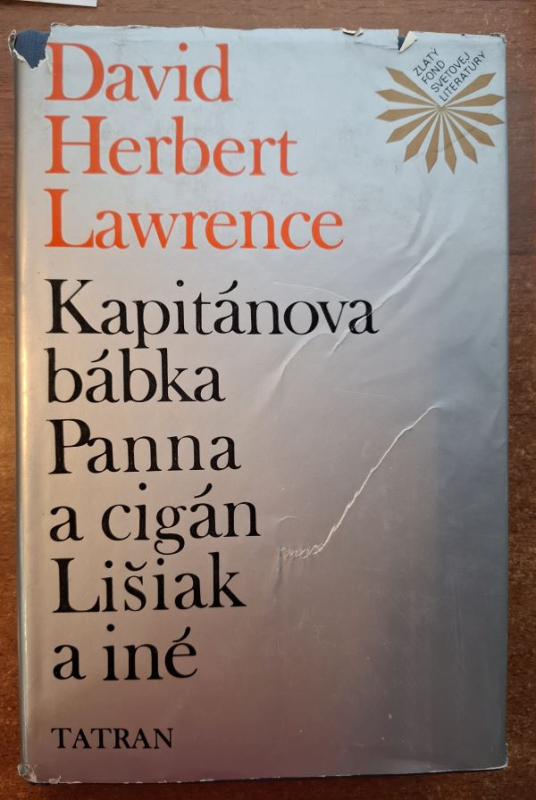 David
Herbert
Lawrence
ZLATÝ
FOND
SVETOVEJ
LITERATÚRY
Kapitánova
bábka
Panna
a cigán
Lišiak
a iné
TATRAN